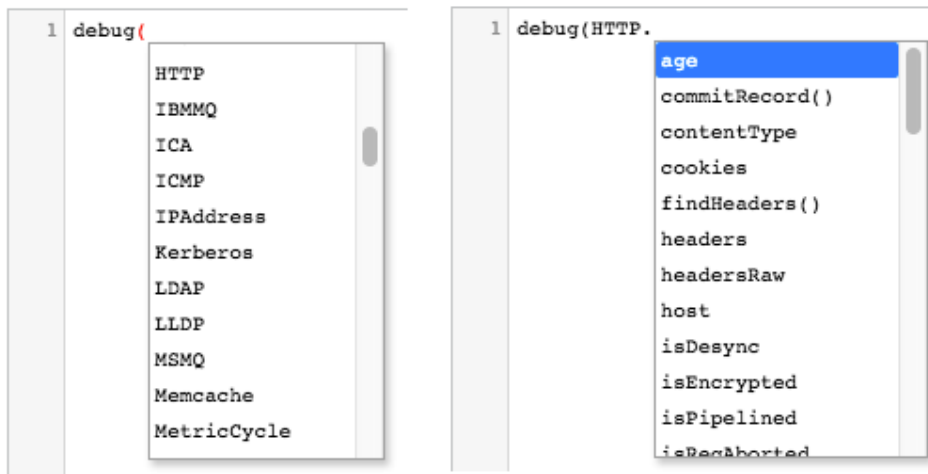 1 debug(
HTTP
IBMMQ
ICA
ICMP
IPAddress
Kerberos
LDAP
LLDP
MSMQ
Memcache
MetricCycle
1 debug(HTTP.
age
commitRecord()
contentType
cookies
findHeaders()
headers
headersRaw
host
isDesync
isEncrypted
isPipelined
isReqAborted